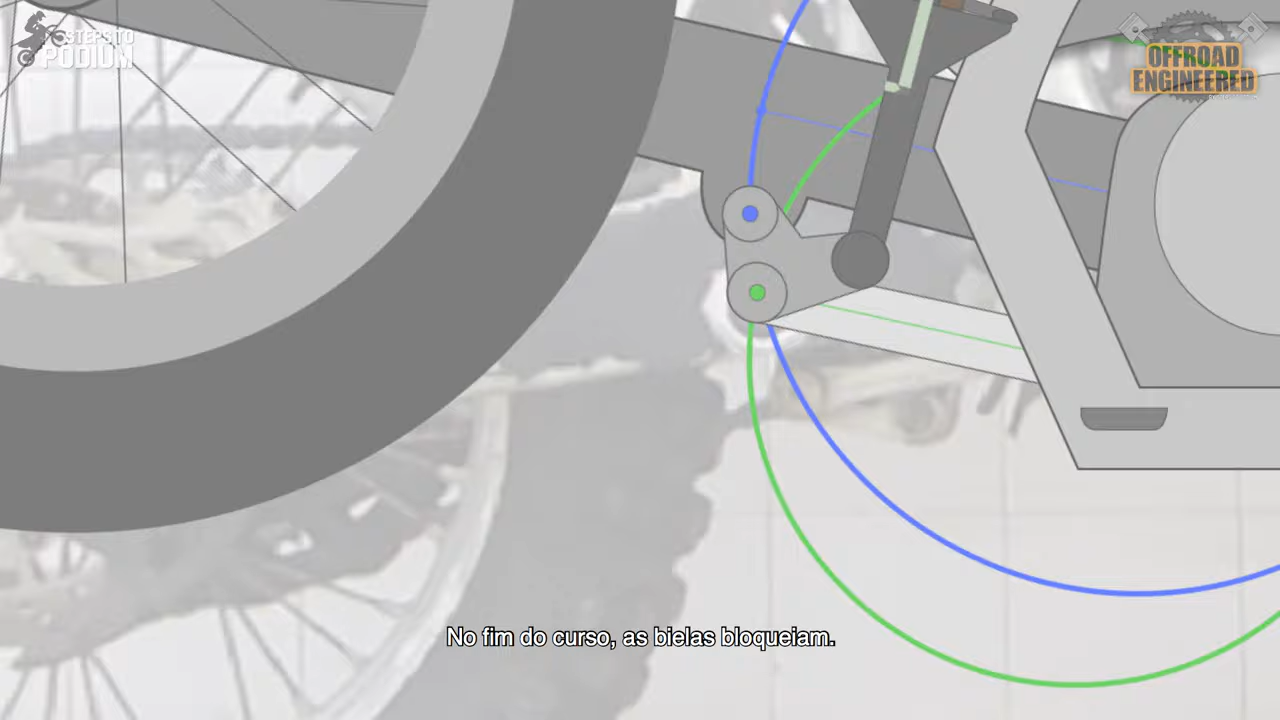 STEPS TO
PODIUM
OFFROAD
ENGINEERED
No fim do curso, as bielas bloqueiam.